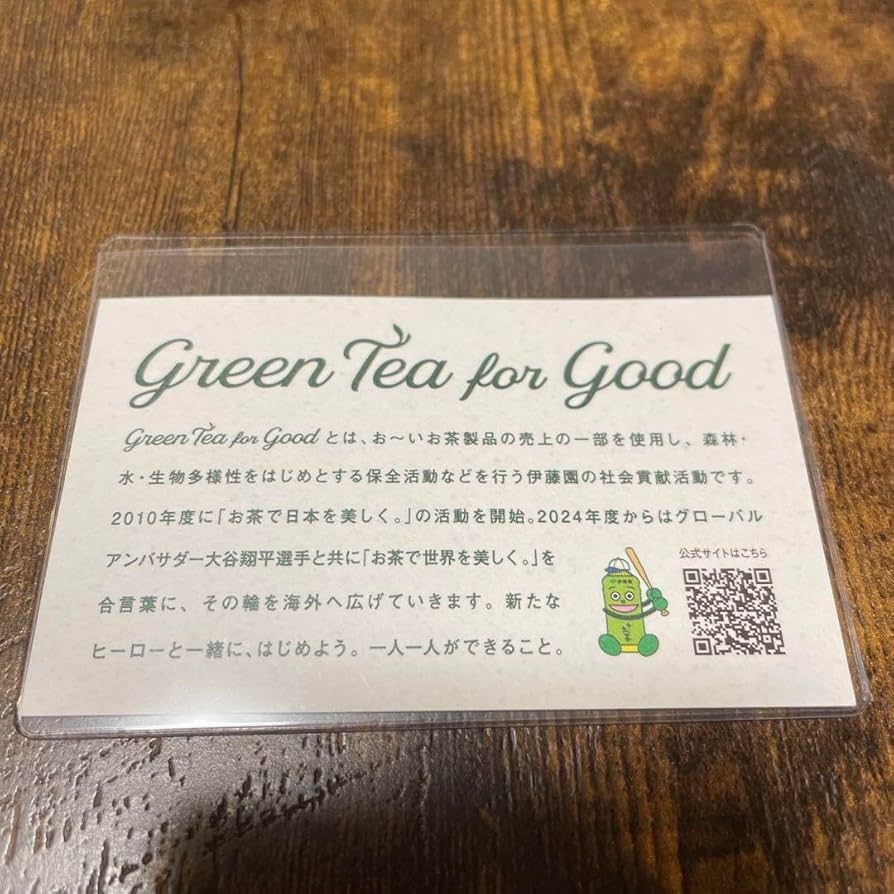 Green Tea for Good
Green Tea for Good とは、お〜いお茶製品の売上の一部を使用し、森林・
水・生物多様性をはじめとする保全活動などを行う伊藤園の社会貢献活動です。
2010年度に「お茶で日本を美しく。」の活動を開始。2024年度からはグローバル
アンバサダー大谷翔平選手と共に「お茶で世界を美しく。」を
合言葉に、その輪を海外へ広げていきます。新たな
ヒーローと一緒に、はじめよう。一人一人ができること。
公式サイトはこちら
伊藤園